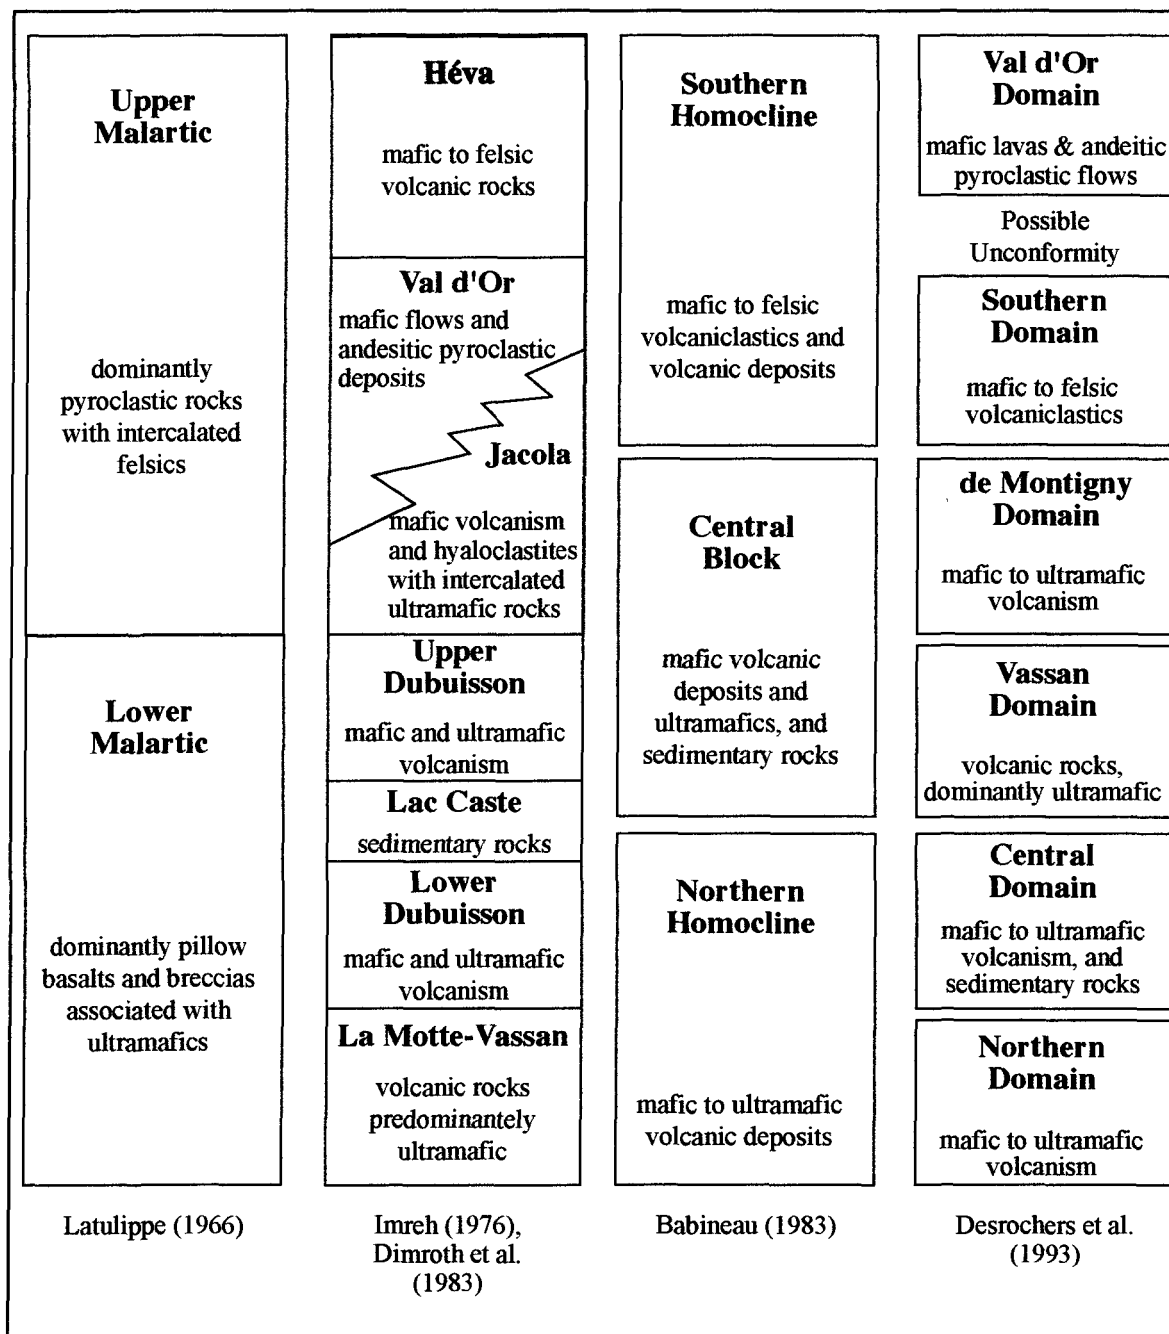 Upper
Malartic
dominantly
pyroclastic rocks
with intercalated
felsics
Lower
Malartic
dominantly pillow
basalts and breccias
associated with
ultramafics
Latulippe (1966)
Héva
mafic to felsic
volcanic rocks
Val d'Or
mafic flows and
andesitic pyroclastic
deposits
Jacola
mafic volcanism
and hyaloclastites
with intercalated
ultramafic rocks
Upper
Dubuisson
mafic and ultramafic
volcanism
Lac Caste
sedimentary rocks
Lower
Dubuisson
mafic and ultramafic
volcanism
La Motte-Vassan
volcanic rocks
predominantely
ultramafic
Imreh (1976),
Dimroth et al.
(1983)
Southern
Homocline
mafic to felsic
volcaniclastics and
volcanic deposits
Central
Block
mafic volcanic
deposits and
ultramafics, and
sedimentary rocks
Northern
Homocline
mafic to ultramafic
volcanic deposits
Babineau (1983)
Val d'Or
Domain
mafic lavas & andeitic
pyroclastic flows
Possible
Unconformity
Southern
Domain
mafic to felsic
volcaniclastics
de Montigny
Domain
mafic to ultramafic
volcanism
Vassan
Domain
volcanic rocks,
dominantly ultramafic
Central
Domain
mafic to ultramafic
volcanism, and
sedimentary rocks
Northern
Domain
mafic to ultramafic
volcanism
Desrochers et al.
(1993)